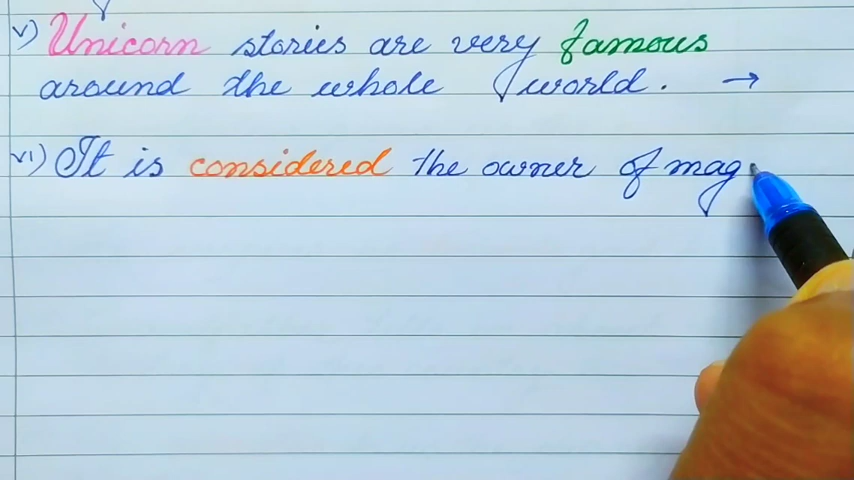 v) Unicorn stories are very famous
around the whole world. →
vi) It is considered the owner of mag